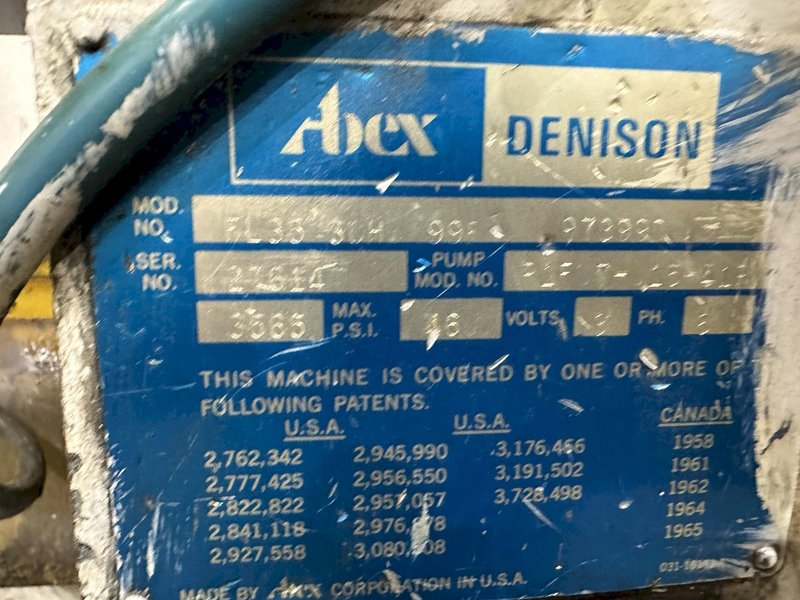 Abex DENISON
MOD. NO.
SER. NO. PUMP MOD. NO.
3565 MAX. P.S.I. VOLTS PH.
THIS MACHINE IS COVERED BY ONE OR MORE OF
FOLLOWING PATENTS.
U.S.A. U.S.A. CANADA
2,762,342 2,945,990 3,176,466 1958
2,777,425 2,956,550 3,191,502 1961
2,822,822 2,957,057 3,728,498 1962
2,841,118 1964
2,927,558 1965
MADE BY Abex CORPORATION IN U.S.A.